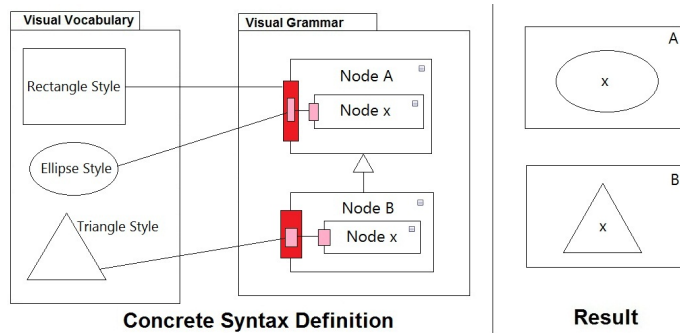 Visual Vocabulary
Visual Grammar
Rectangle Style
Ellipse Style
Triangle Style
Node A
Node x
Node B
Node x
Concrete Syntax Definition
A
x
B
x
Result